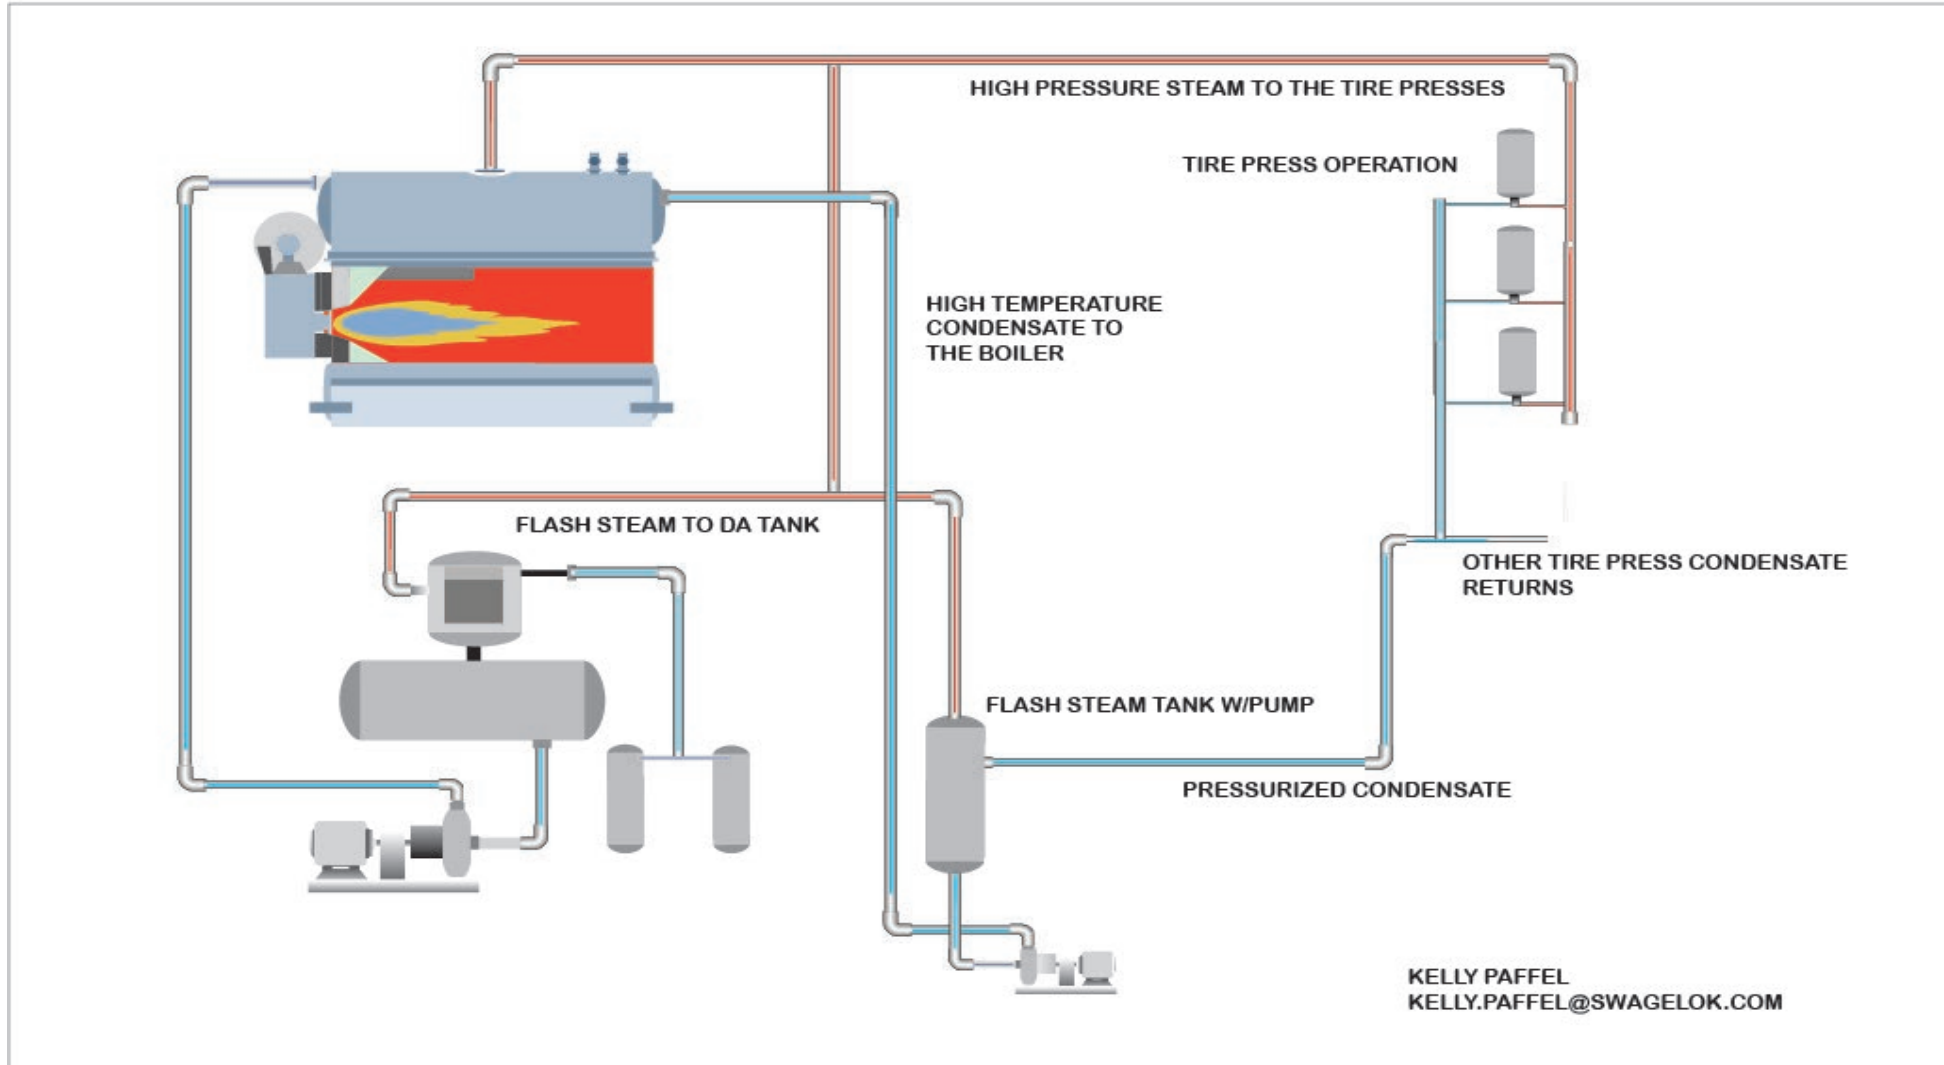 HIGH PRESSURE STEAM TO THE TIRE PRESSES
TIRE PRESS OPERATION
HIGH TEMPERATURE
CONDENSATE TO
THE BOILER
FLASH STEAM TO DA TANK
OTHER TIRE PRESS CONDENSATE
RETURNS
FLASH STEAM TANK W/PUMP
PRESSURIZED CONDENSATE
KELLY PAFFEL
KELLY.PAFFEL@SWAGELOK.COM